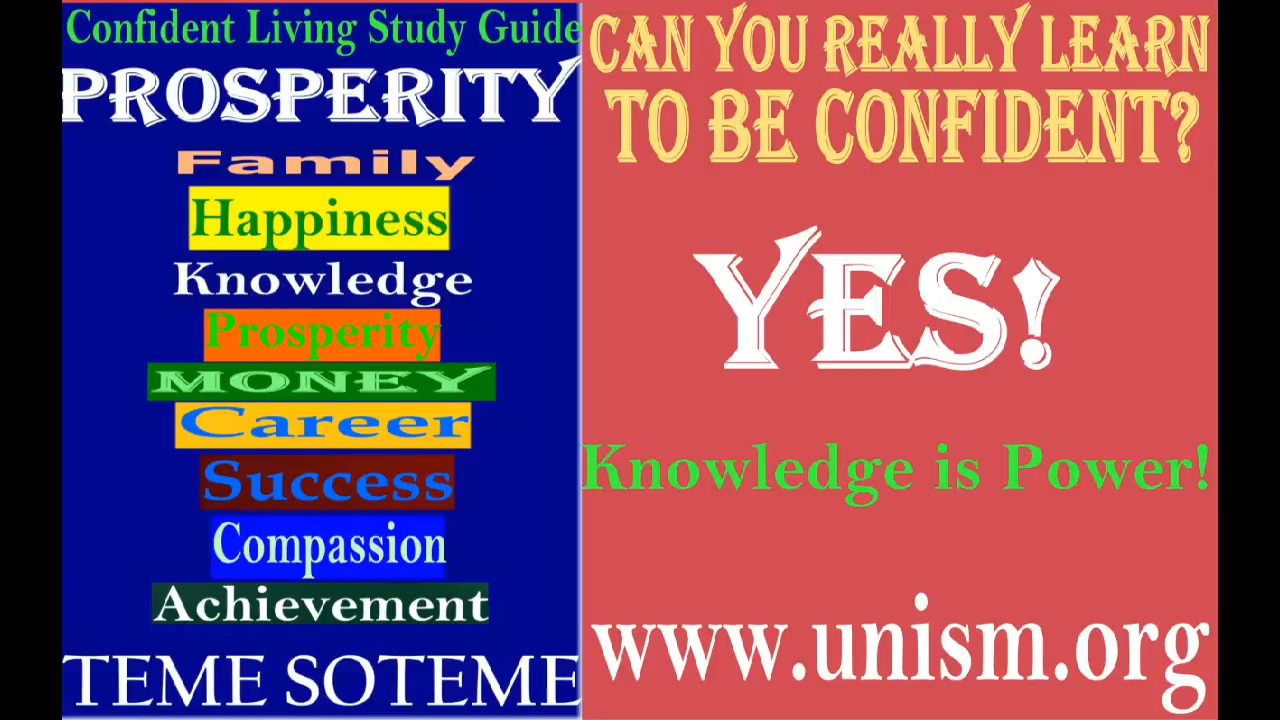 Confident Living Study Guide
PROSPERITY
Family
Happiness
Knowledge
Prosperity
MONEY
Career
Success
Compassion
Achievement
TEME SOTEME
CAN YOU REALLY LEARN
TO BE CONFIDENT?
YES!
Knowledge is Power!
www.unism.org